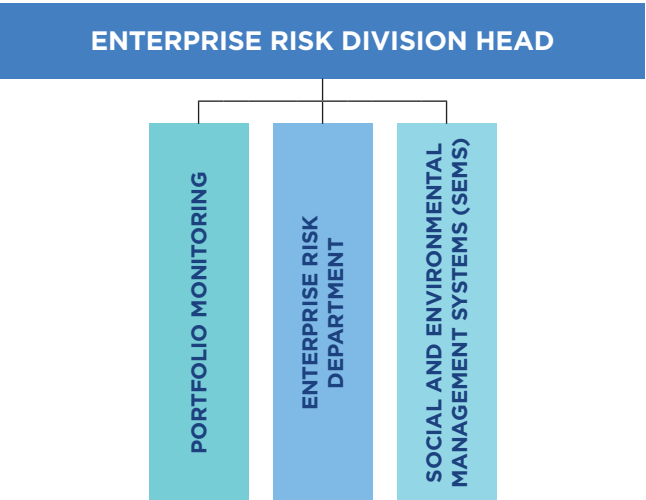 ENTERPRISE RISK DIVISION HEAD
PORTFOLIO MONITORING
ENTERPRISE RISK
DEPARTMENT
SOCIAL AND ENVIRONMENTAL
MANAGEMENT SYSTEMS (SEMS)